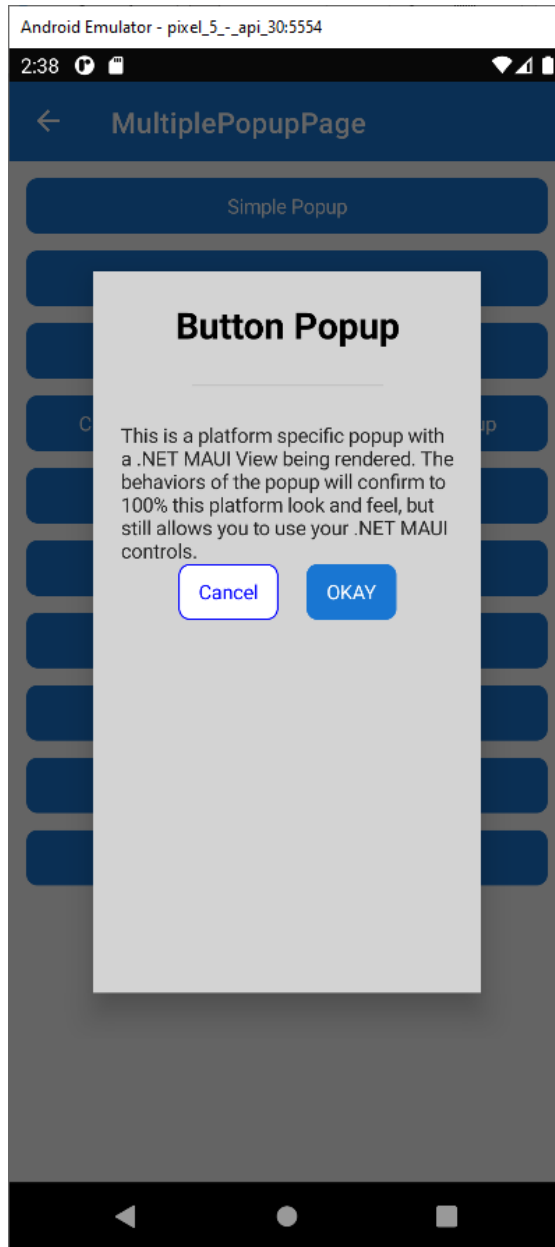 Android Emulator - pixel_5_-_api_30:5554
2:38
MultiplePopupPage
Simple Popup
Button Popup
This is a platform specific popup with
a .NET MAUI View being rendered. The
behaviors of the popup will confirm to
100% this platform look and feel, but
still allows you to use your .NET MAUI
controls.
Cancel OKAY